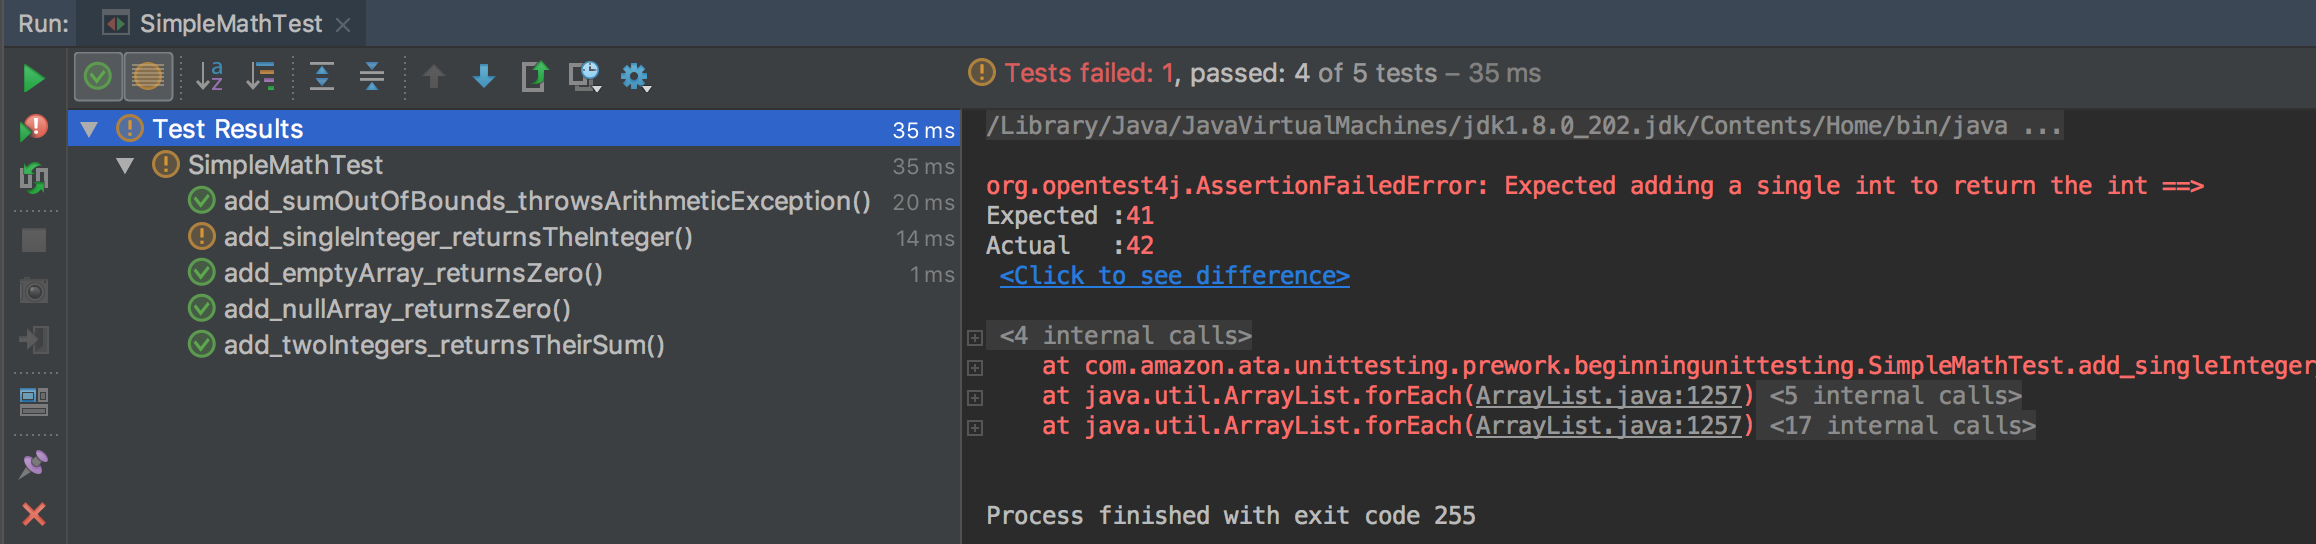 Run: SimpleMathTest
Tests failed: 1, passed: 4 of 5 tests – 35 ms
Test Results 35 ms
SimpleMathTest 35 ms
add_sumOutOfBounds_throwsArithmeticException() 20 ms
add_singleInteger_returnsTheInteger() 14 ms
add_emptyArray_returnsZero() 1 ms
add_nullArray_returnsZero()
add_twoIntegers_returnsTheirSum()
/Library/Java/JavaVirtualMachines/jdk1.8.0_202.jdk/Contents/Home/bin/java ...
org.opentest4j.AssertionFailedError: Expected adding a single int to return the int ==>
Expected :41
Actual :42
<Click to see difference>
<4 internal calls>
at com.amazon.ata.unittesting.prework.beginningunittesting.SimpleMathTest.add_singleInteger
at java.util.ArrayList.forEach(ArrayList.java:1257) <5 internal calls>
at java.util.ArrayList.forEach(ArrayList.java:1257) <17 internal calls>
Process finished with exit code 255